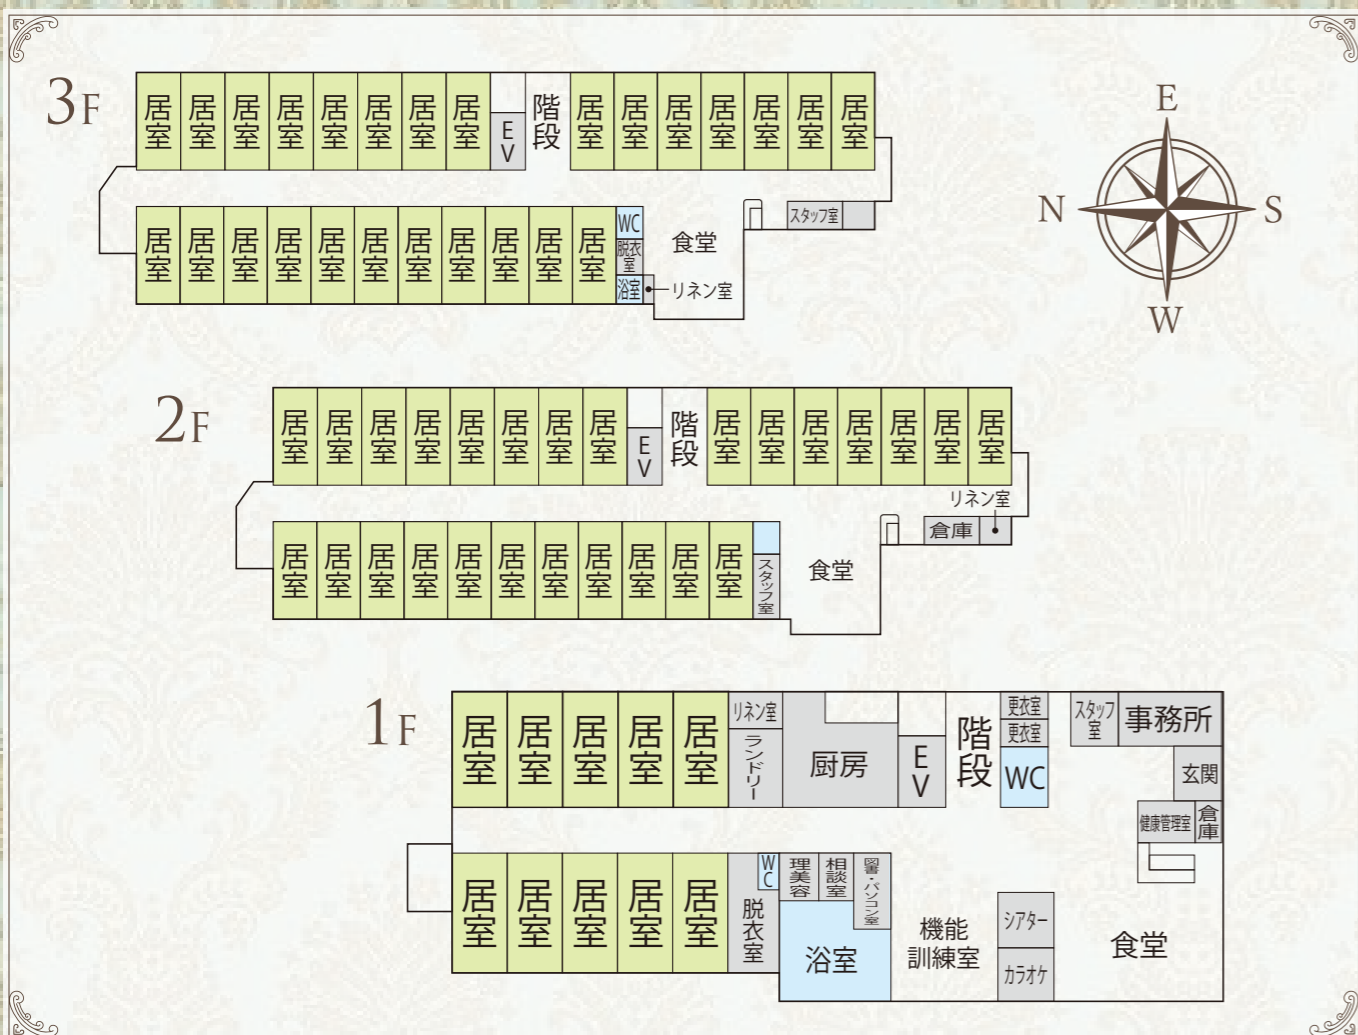 3F
居室 居室 居室 居室 居室 居室 居室 居室 EV 階段 居室 居室 居室 居室 居室 居室 居室
居室 居室 居室 居室 居室 居室 居室 居室 居室 居室 居室 WC 脱衣室 浴室 食堂 スタッフ室
リネン室
E
N S
W
2F
居室 居室 居室 居室 居室 居室 居室 居室 EV 階段 居室 居室 居室 居室 居室 居室 居室
リネン室
倉庫
居室 居室 居室 居室 居室 居室 居室 居室 居室 居室 居室 スタッフ室 食堂
1F
居室 居室 居室 居室 居室 リネン室 ランドリー 厨房 EV 階段 更衣室 更衣室 WC スタッフ室 事務所
玄関
健康管理室 倉庫
居室 居室 居室 居室 居室 脱衣室 WC 理美容 相談室 図書・パソコン室
浴室 機能訓練室 シアター カラオケ 食堂